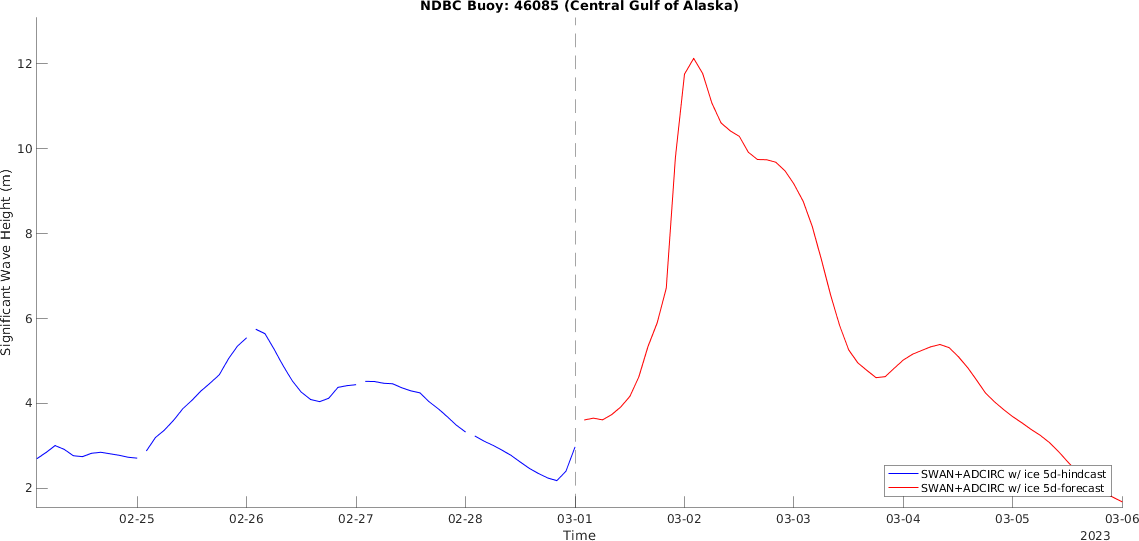 NDBC Buoy: 46085 (Central Gulf of Alaska)
Significant Wave Height (m)
12
10
8
6
4
2
SWAN+ADCIRC w/ ice 5d-hindcast
SWAN+ADCIRC w/ ice 5d-forecast
02-25 02-26 02-27 02-28 03-01 03-02 03-03 03-04 03-05 03-06
Time
2023